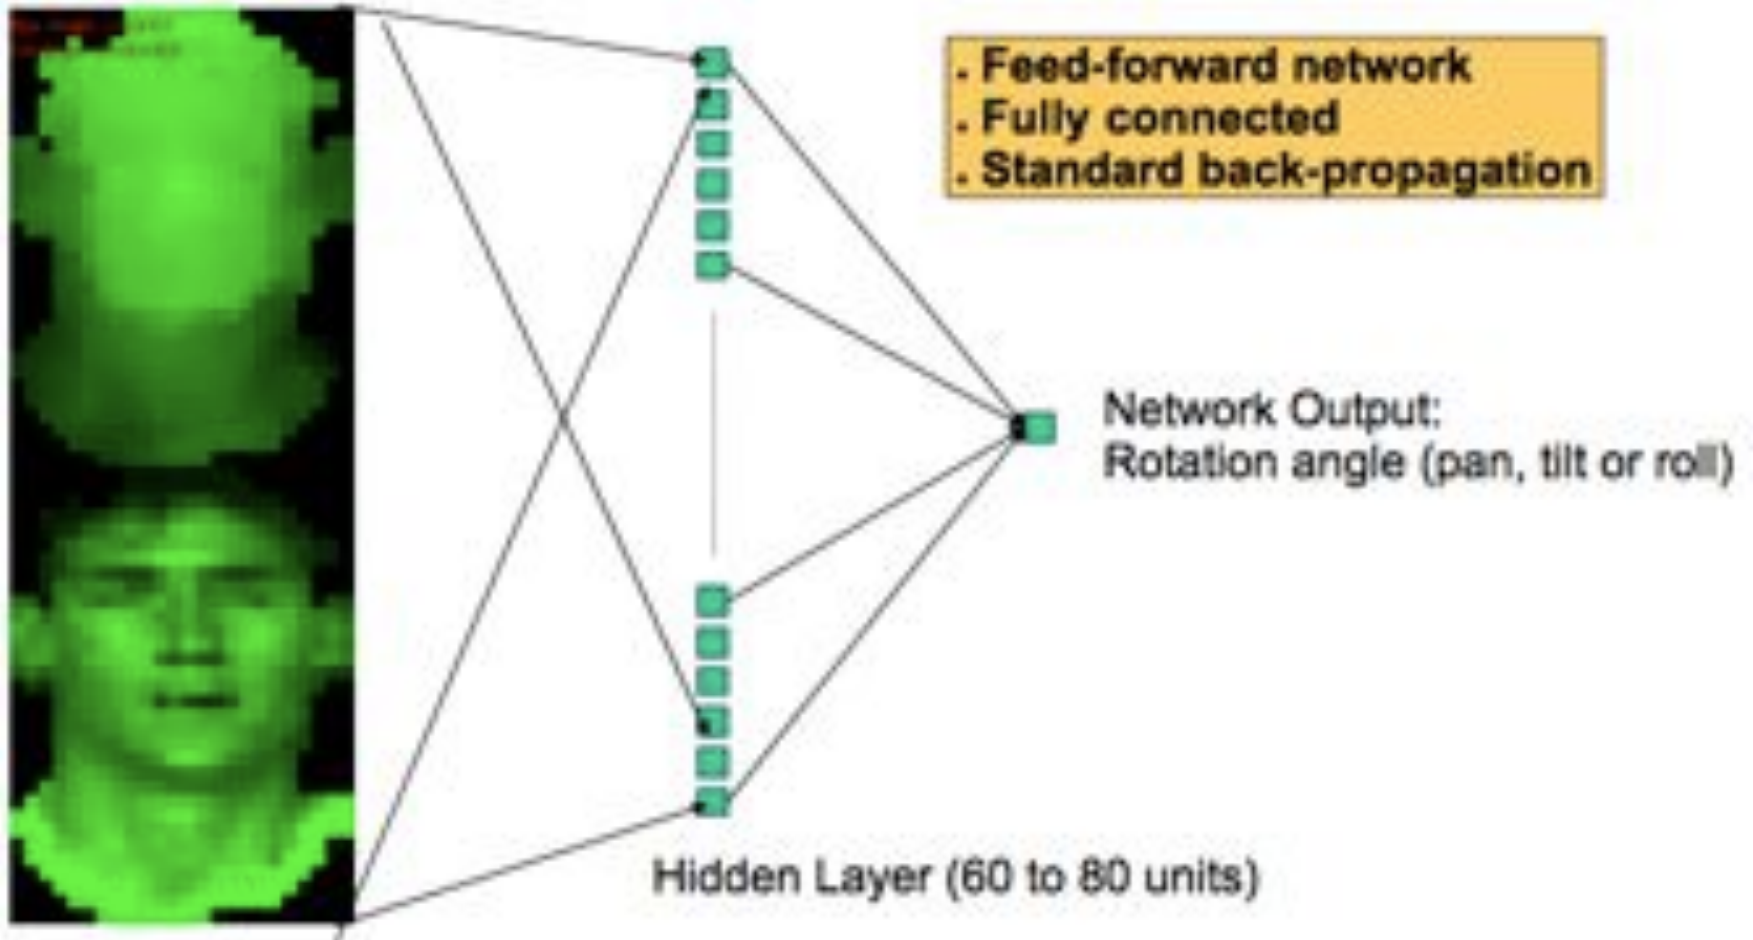 . Feed-forward network
. Fully connected
. Standard back-propagation
Network Output:
Rotation angle (pan, tilt or roll)
Hidden Layer (60 to 80 units)